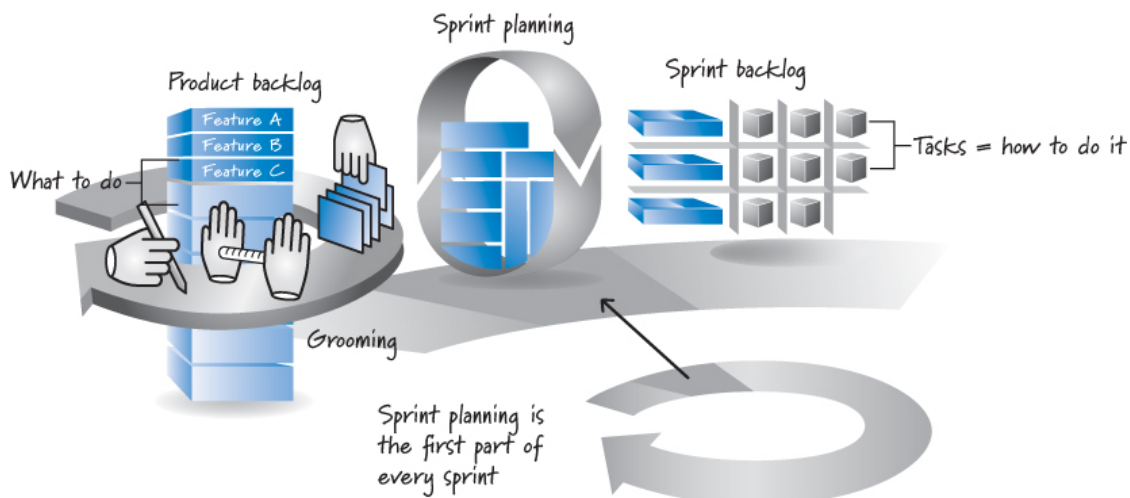 Sprint planning
Product backlog
Sprint backlog
Feature A
Feature B
Feature C
What to do
Tasks = how to do it
Grooming
Sprint planning is
the first part of
every sprint